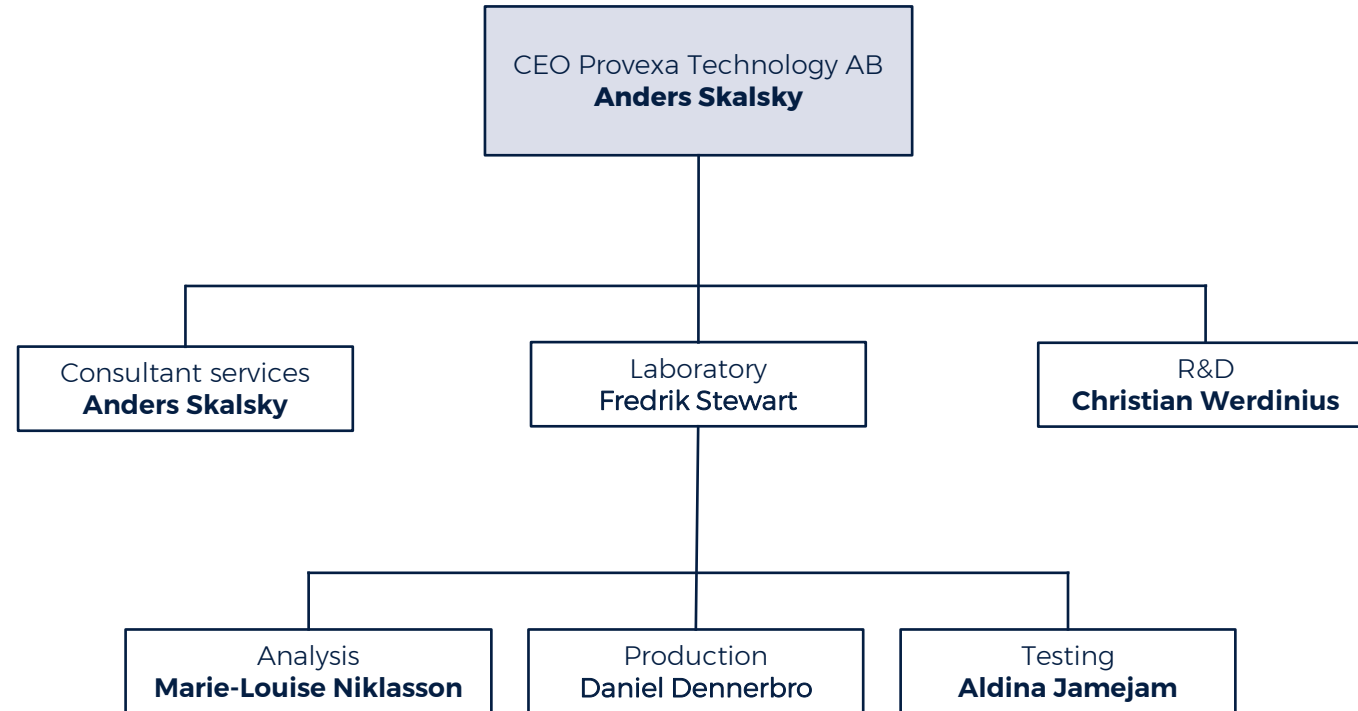 CEO Provexa Technology AB
Anders Skalsky
Consultant services
Anders Skalsky
Laboratory
Fredrik Stewart
R&D
Christian Werdinius
Analysis
Marie-Louise Niklasson
Production
Daniel Dennerbro
Testing
Aldina Jamejam